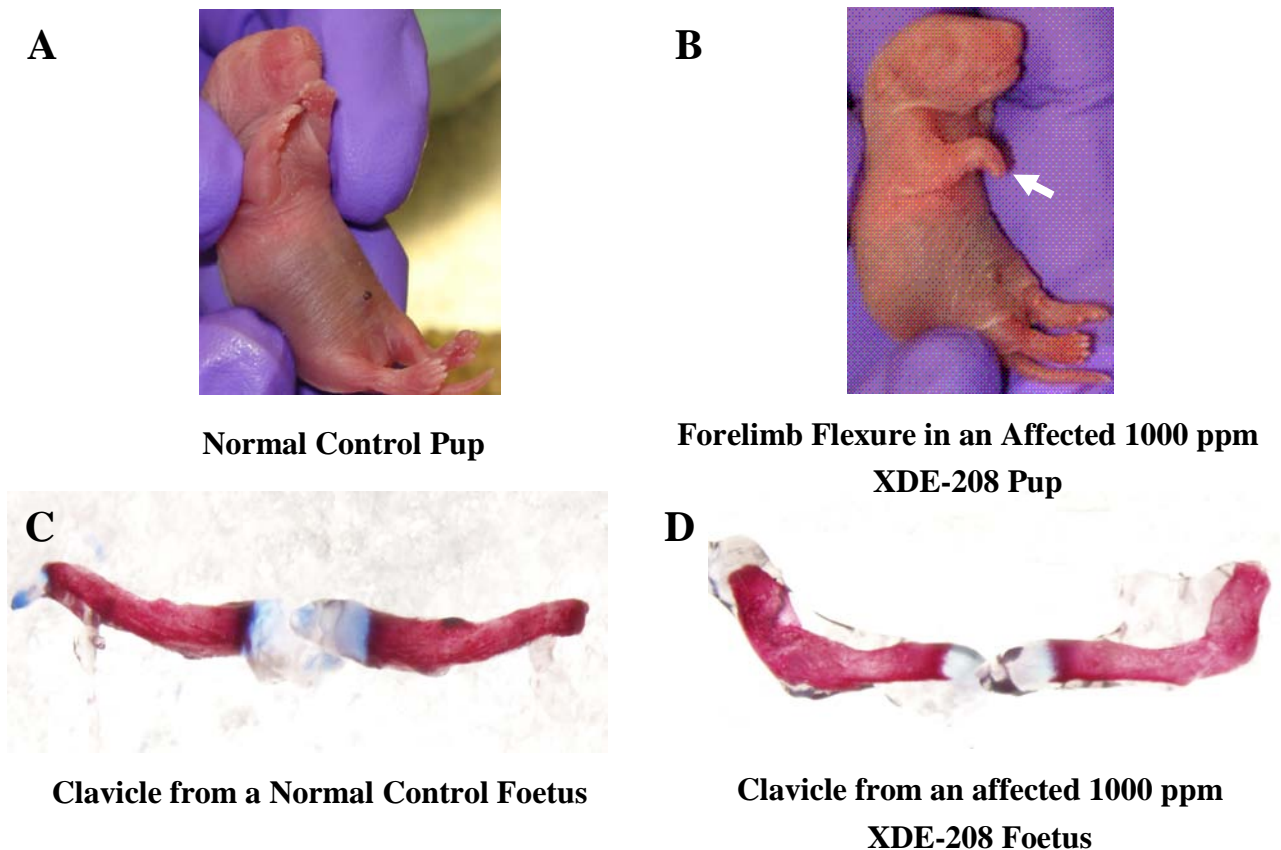 A
B
Normal Control Pup
Forelimb Flexure in an Affected 1000 ppm
XDE-208 Pup
C
D
Clavicle from a Normal Control Foetus
Clavicle from an affected 1000 ppm
XDE-208 Foetus